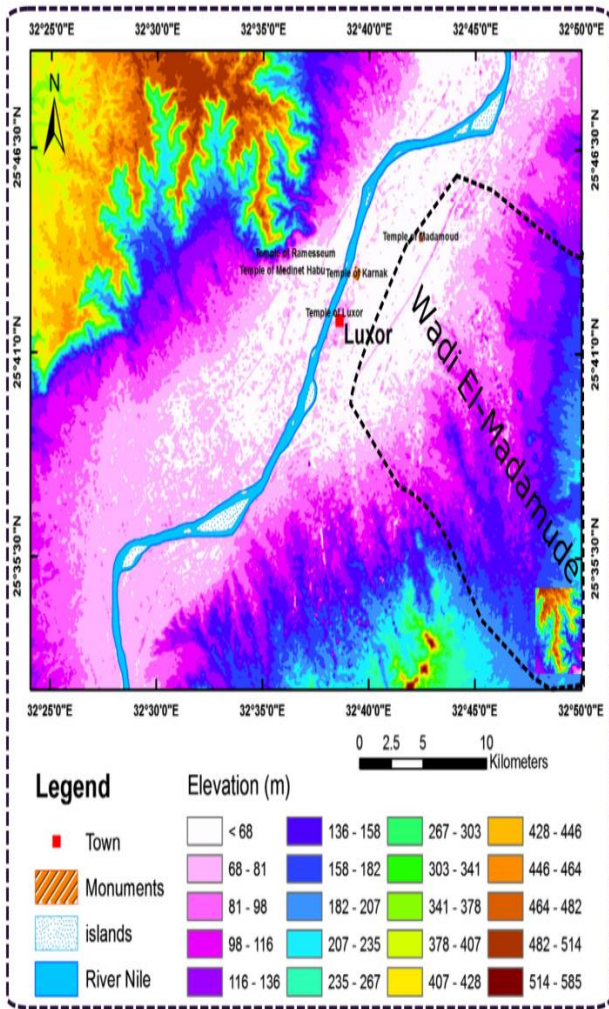 32°25'0"E 32°30'0"E 32°35'0"E 32°40'0"E 32°45'0"E 32°50'0"E
N
25°46'30"N 25°46'30"N
Temple of Madamoud
Temple of Ramesseum
Temple of Medinet Habu Temple of Karnak
Temple of Luxor
Luxor
Wadi El-Madamude
25°41'0"N 25°41'0"N
25°35'30"N 25°35'30"N
32°25'0"E 32°30'0"E 32°35'0"E 32°40'0"E 32°45'0"E 32°50'0"E
0 2.5 5 10
Kilometers
Legend
Town
Monuments
islands
River Nile
Elevation (m)
< 68 136 - 158 267 - 303 428 - 446
68 - 81 158 - 182 303 - 341 446 - 464
81 - 98 182 - 207 341 - 378 464 - 482
98 - 116 207 - 235 378 - 407 482 - 514
116 - 136 235 - 267 407 - 428 514 - 585